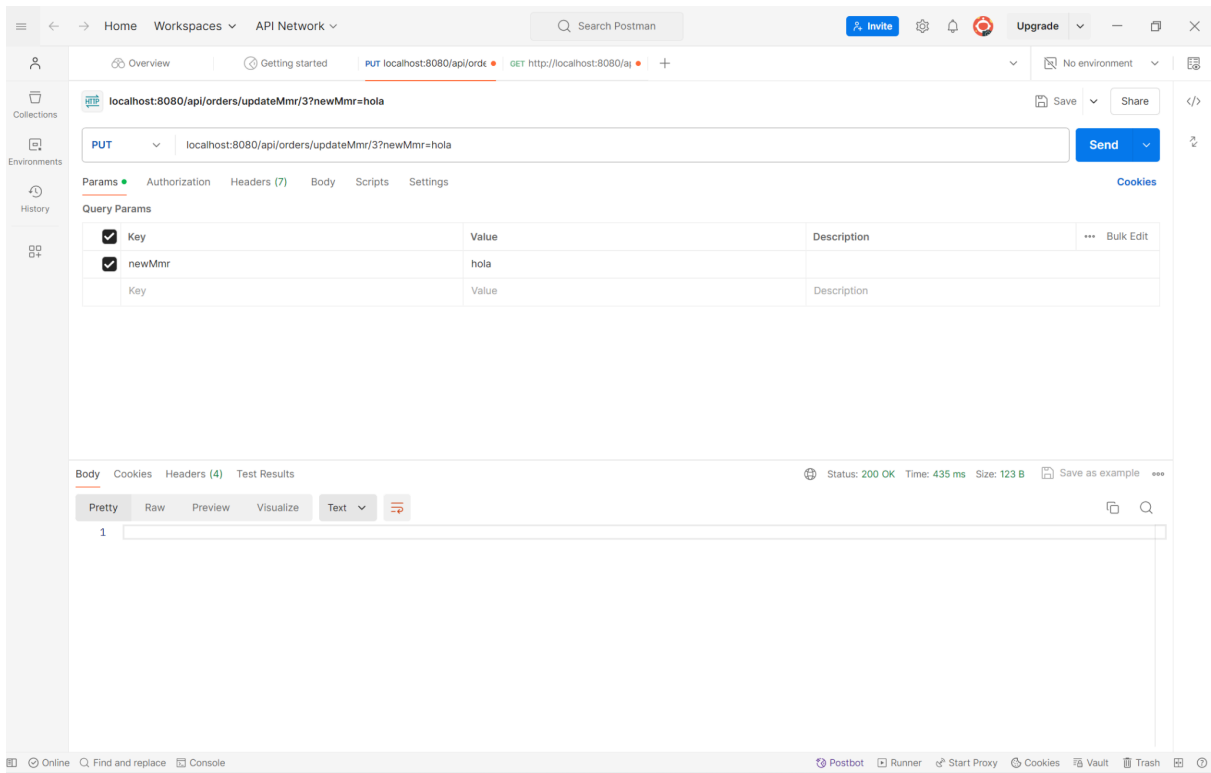 Home Workspaces API Network Search Postman Invite Upgrade
Overview Getting started PUT localhost:8080/api/orde GET http://localhost:8080/a No environment
HTTP localhost:8080/api/orders/updateMmr/3?newMmr=hola Save Share
Collections
PUT localhost:8080/api/orders/updateMmr/3?newMmr=hola Send
Environments
Params Authorization Headers (7) Body Scripts Settings Cookies
History
Query Params
Key Value Description Bulk Edit
newMmr hola
Key Value Description
Body Cookies Headers (4) Test Results Status: 200 OK Time: 435 ms Size: 123 B Save as example
Pretty Raw Preview Visualize Text
1
Online Find and replace Console Postbot Runner Start Proxy Cookies Vault Trash